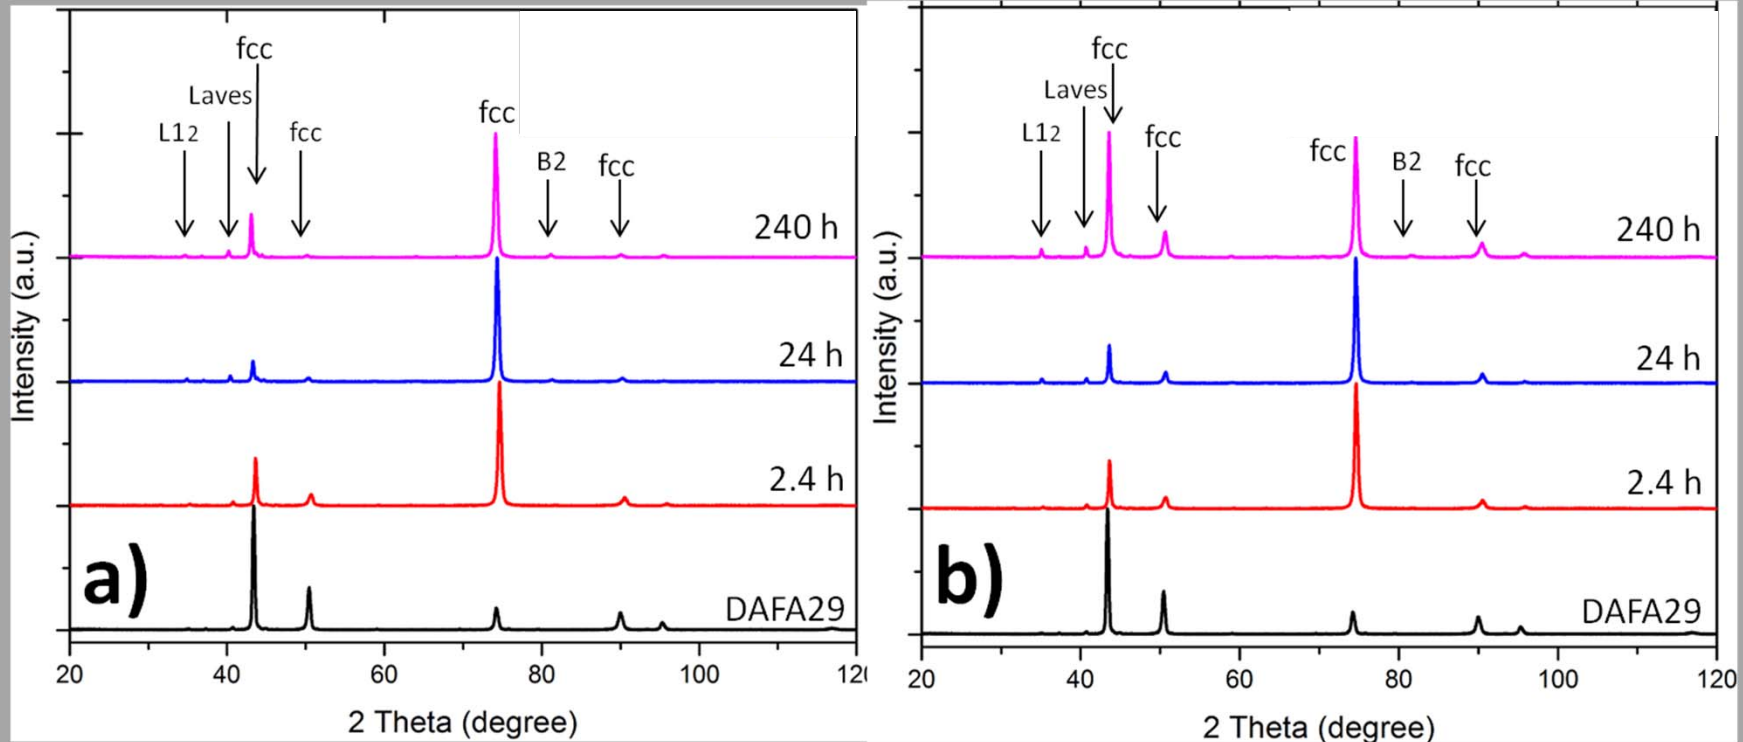 fcc
Laves
L12
fcc
fcc
B2
fcc
240 h
24 h
2.4 h
DAFA29
a)
Intensity (a.u.)
20 40 60 80 100 120
2 Theta (degree)
fcc
Laves
L12
fcc
fcc
B2
fcc
240 h
24 h
2.4 h
DAFA29
b)
Intensity (a.u.)
20 40 60 80 100 120
2 Theta (degree)